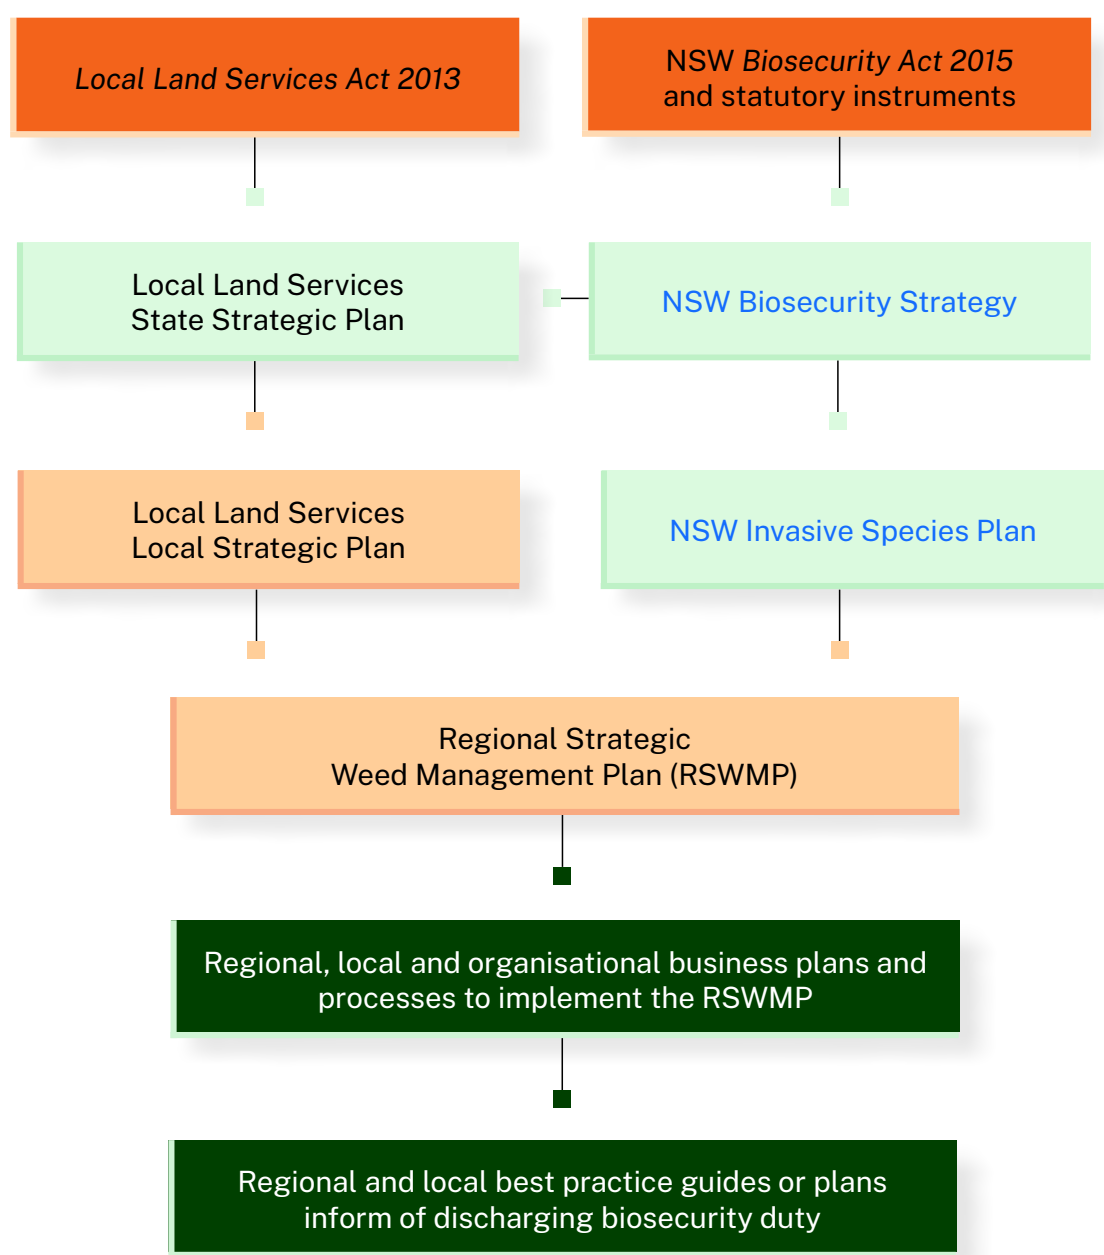 Local Land Services Act 2013
NSW Biosecurity Act 2015
and statutory instruments
Local Land Services
State Strategic Plan
NSW Biosecurity Strategy
Local Land Services
Local Strategic Plan
NSW Invasive Species Plan
Regional Strategic
Weed Management Plan (RSWMP)
Regional, local and organisational business plans and
processes to implement the RSWMP
Regional and local best practice guides or plans
inform of discharging biosecurity duty